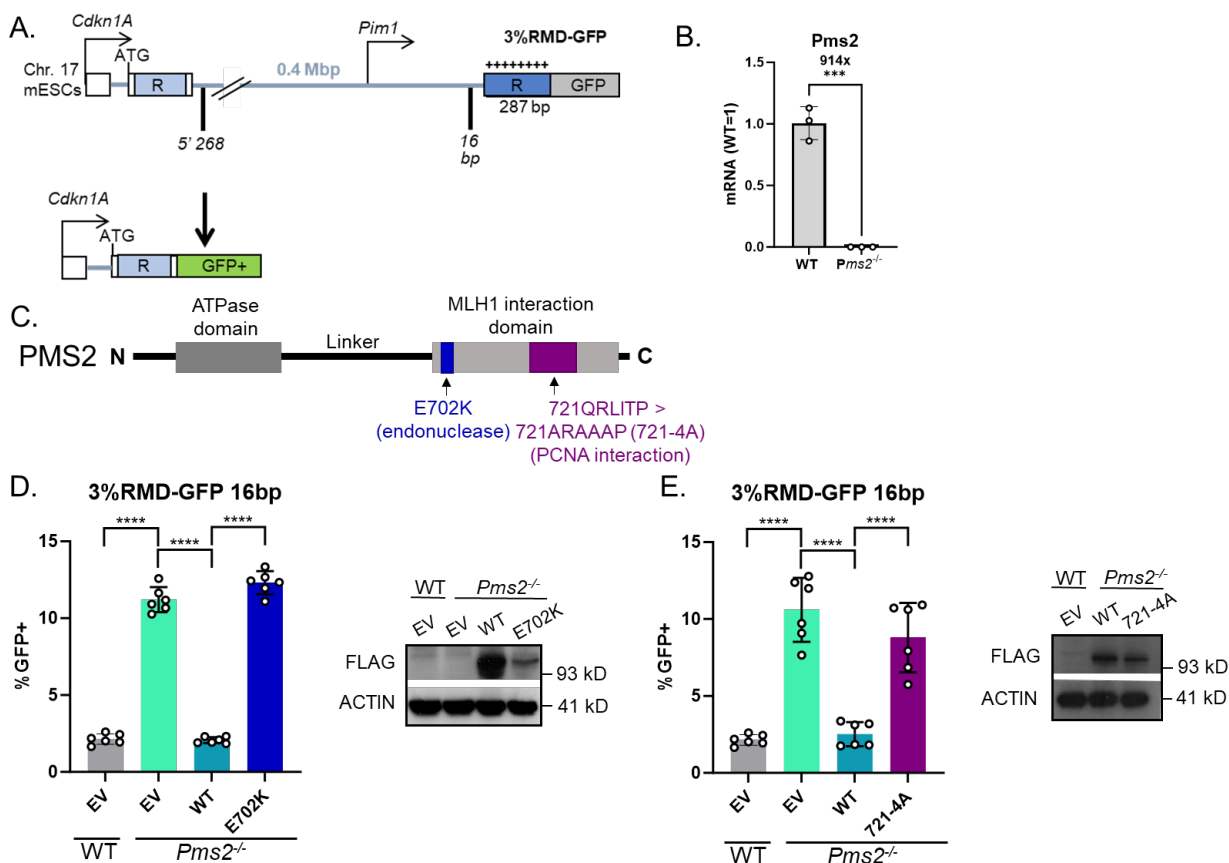 A.
Cdkn1A
ATG
Chr. 17
mESCs
R
5' 268
0.4 Mbp
Pim1
16
bp
3%RMD-GFP
+++++++++
R
GFP
287 bp
Cdkn1A
ATG
R
GFP+
B.
Pms2
914x
***
mRNA (WT=1)
1.5
1.0
0.5
0.0
WT
Pms2-/-
C.
PMS2
N
ATPase
domain
Linker
MLH1 interaction
domain
C
E702K
(endonuclease)
721QRLITP >
721ARAAAP (721-4A)
(PCNA interaction)
D.
3%RMD-GFP 16bp
**** **** ****
% GFP+
15
10
5
0
EV
EV
WT
E702K
WT
Pms2-/-
WT
Pms2-/-
EV
EV
WT
E702K
FLAG
93 kD
ACTIN
41 kD
E.
3%RMD-GFP 16bp
**** **** ****
% GFP+
15
10
5
0
EV
EV
WT
721-4A
WT
Pms2-/-
WT
Pms2-/-
EV
WT
721-4A
FLAG
93 kD
ACTIN
41 kD